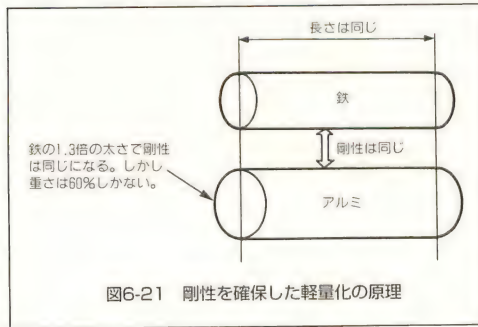 長さは同じ
鉄
剛性は同じ
鉄の1.3倍の太さで剛性
は同じになる。しかし
重さは60%しかない。
アルミ
図6-21 剛性を確保した軽量化の原理